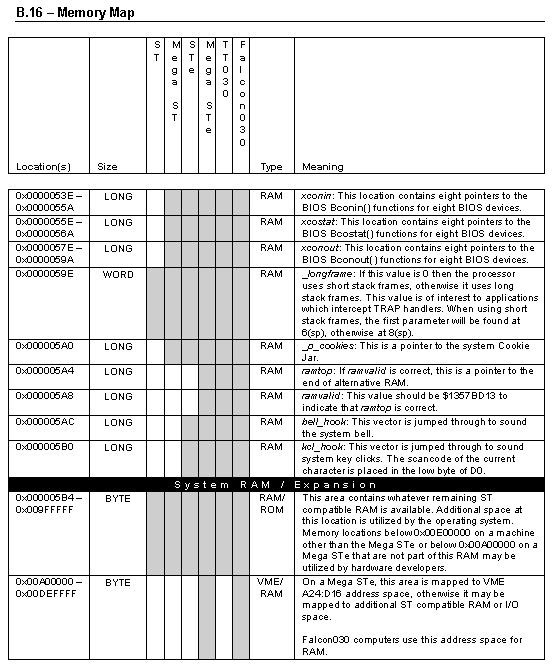 B.16 – Memory Map
Location(s) Size ST Mega ST STe Mega STe TT030 Falcon030 Type Meaning
0x0000053E – LONG RAM xconin: This location contains eight pointers to the
0x0000055A BIOS Bconin() functions for eight BIOS devices.
0x0000055E – LONG RAM xcostat: This location contains eight pointers to the
0x0000056A BIOS Bcostat() functions for eight BIOS devices.
0x0000057E – LONG RAM xconout: This location contains eight pointers to the
0x0000059A BIOS Bconout() functions for eight BIOS devices.
0x0000059E WORD RAM _longframe: If this value is 0 then the processor
uses short stack frames, otherwise it uses long
stack frames. This value is of interest to applications
which intercept TRAP handlers. When using short
stack frames, the first parameter will be found at
6(sp), otherwise at 8(sp).
0x000005A0 LONG RAM _p_cookies: This is a pointer to the system Cookie
Jar.
0x000005A4 LONG RAM ramtop: If ramvalid is correct, this is a pointer to the
end of alternative RAM.
0x000005A8 LONG RAM ramvalid: This value should be $1357BD13 to
indicate that ramtop is correct.
0x000005AC LONG RAM bell_hook: This vector is jumped through to sound
the system bell.
0x000005B0 LONG RAM kcl_hook: This vector is jumped through to sound
system key clicks. The scancode of the current
character is placed in the low byte of D0.
System RAM / Expansion
0x000005B4 – BYTE RAM/ This area contains whatever remaining ST
0x009FFFFF ROM compatible RAM is available. Additional space at
this location is utilized by the operating system.
Memory locations below 0x00E00000 on a machine
other than the Mega STe or below 0x00A00000 on a
Mega STe that are not part of this RAM may be
utilized by hardware developers.
0x00A00000 – BYTE VME/ On a Mega STe, this area is mapped to VME
0x00DEFFFF RAM A24:D16 address space, otherwise it may be
mapped to additional ST compatible RAM or I/O
space.
Falcon030 computers use this address space for
RAM.